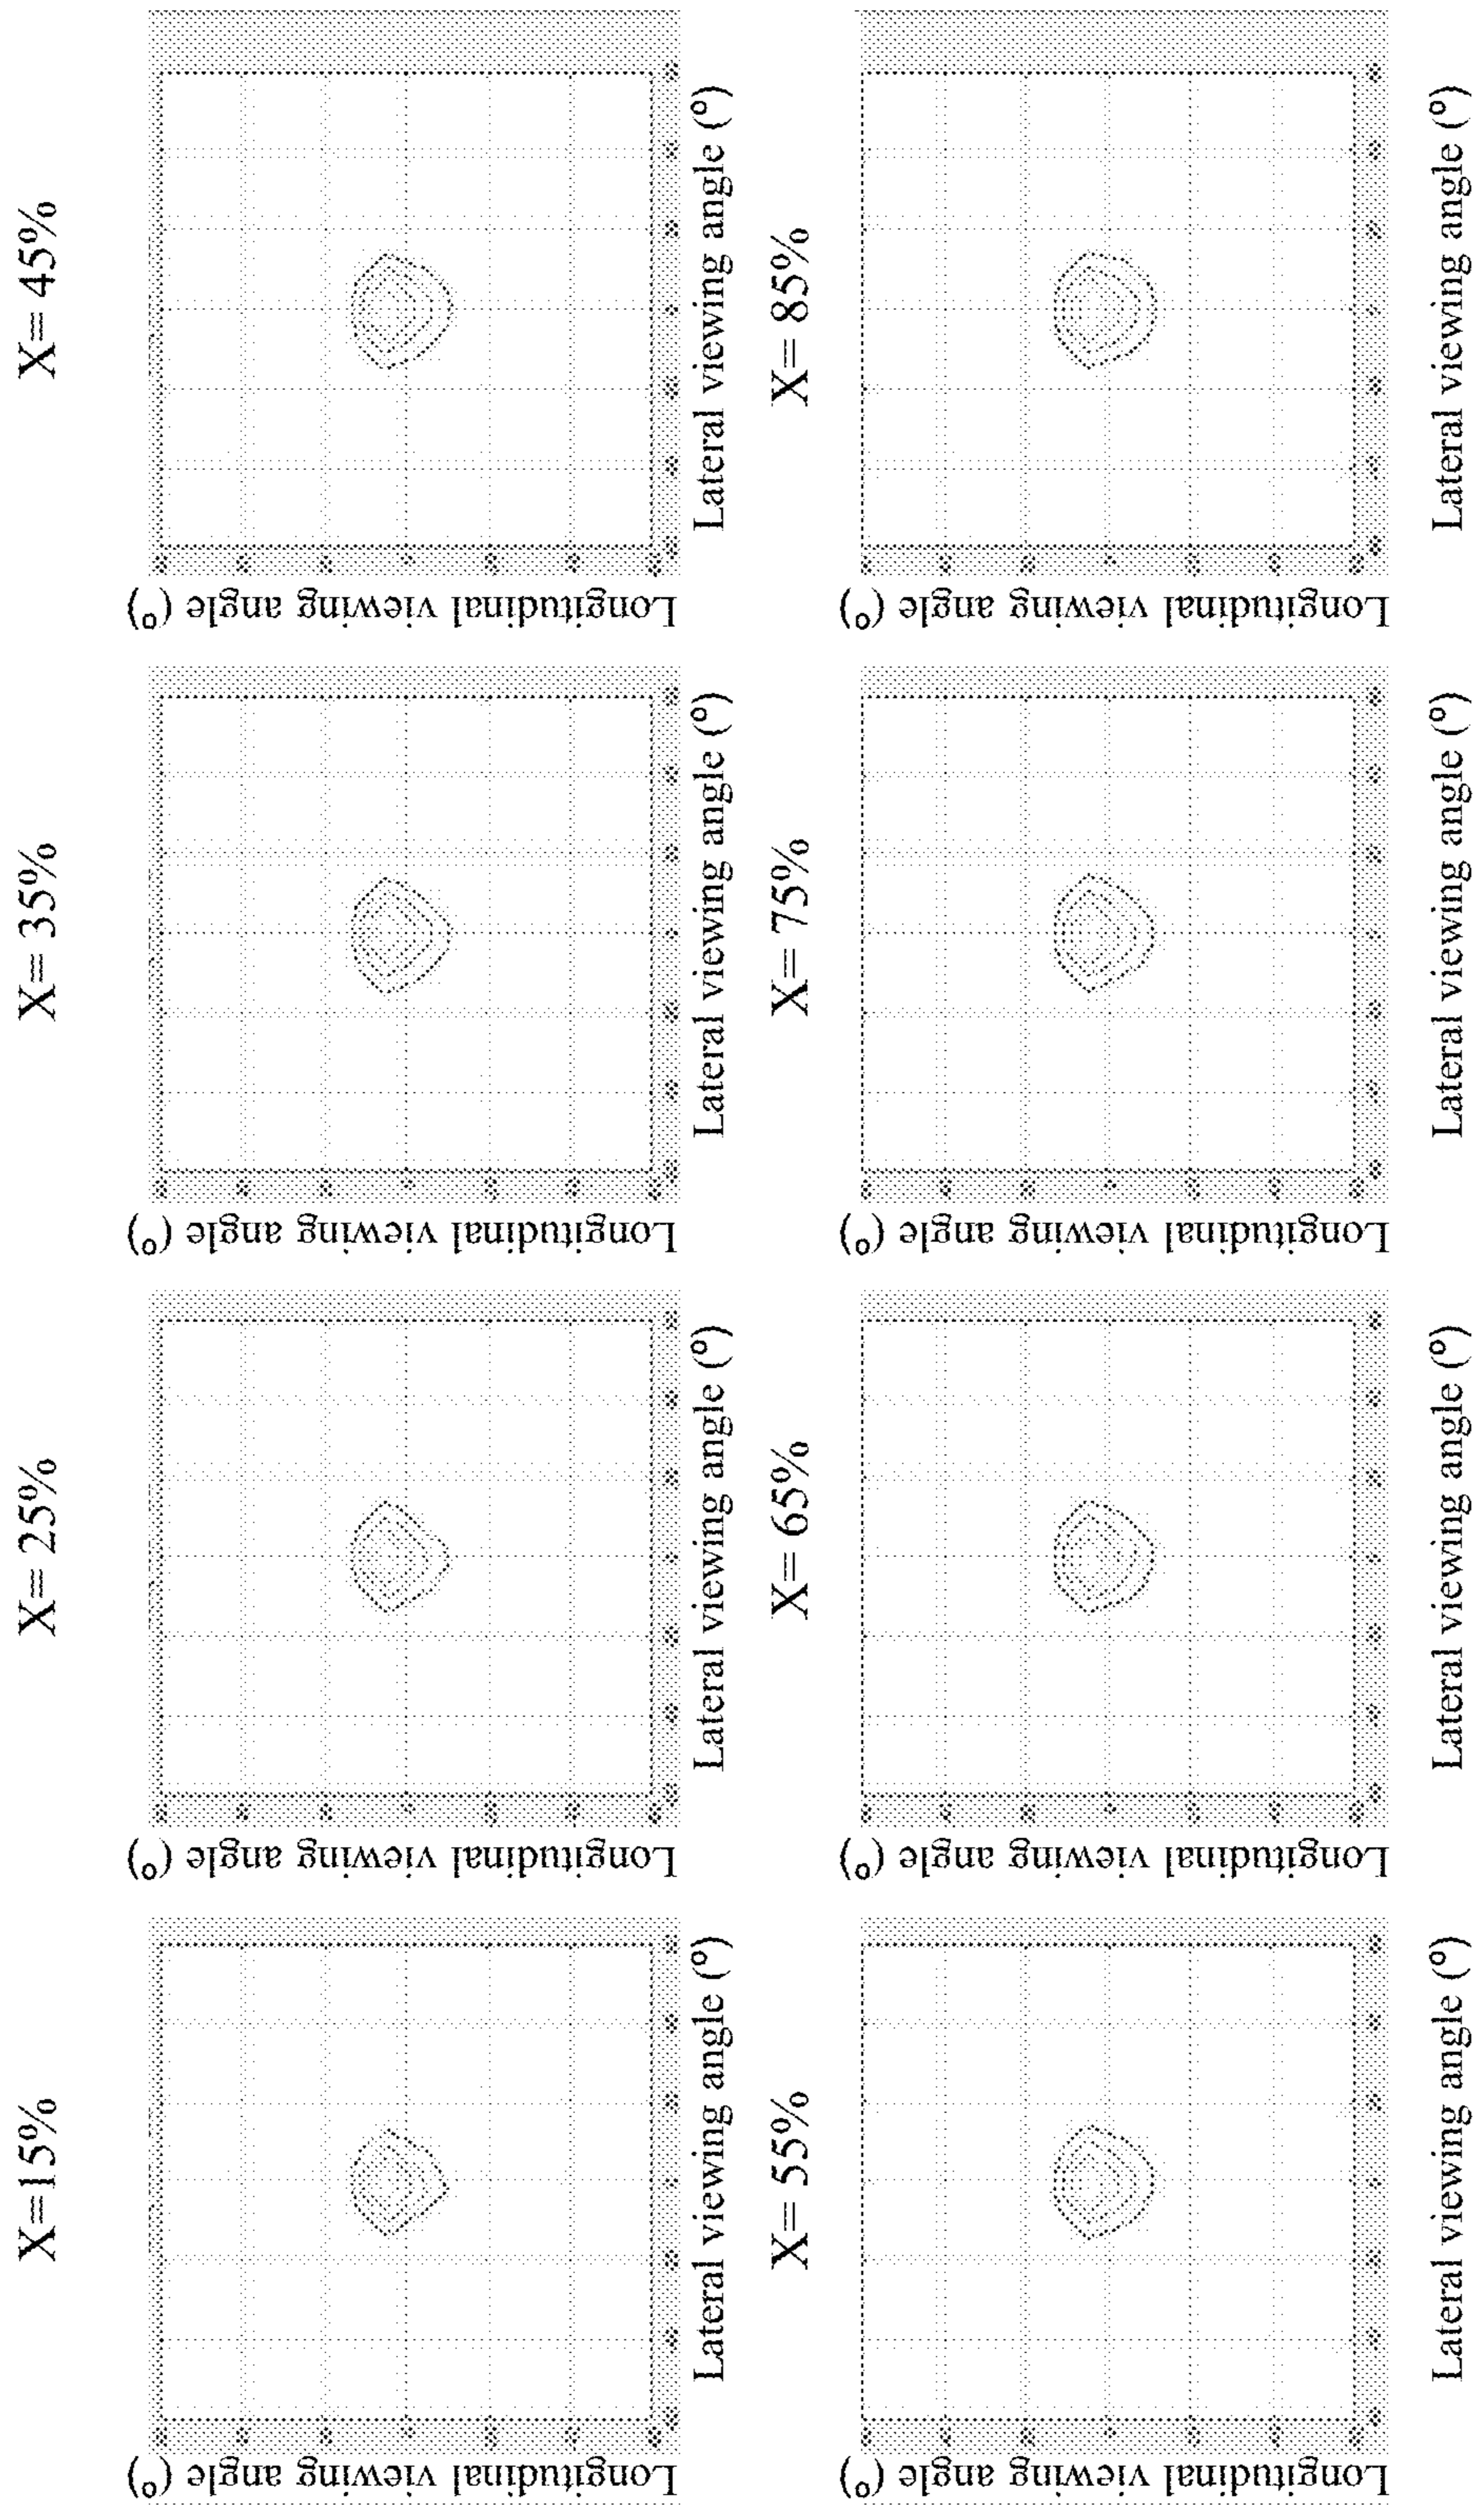 X=15%
X= 25%
X= 35%
X= 45%
Longitudinal viewing angle (°)
Longitudinal viewing angle (°)
Longitudinal viewing angle (°)
Longitudinal viewing angle (°)
Lateral viewing angle (°)
Lateral viewing angle (°)
Lateral viewing angle (°)
Lateral viewing angle (°)
X= 55%
X= 65%
X= 75%
X= 85%
Longitudinal viewing angle (°)
Longitudinal viewing angle (°)
Longitudinal viewing angle (°)
Longitudinal viewing angle (°)
Lateral viewing angle (°)
Lateral viewing angle (°)
Lateral viewing angle (°)
Lateral viewing angle (°)